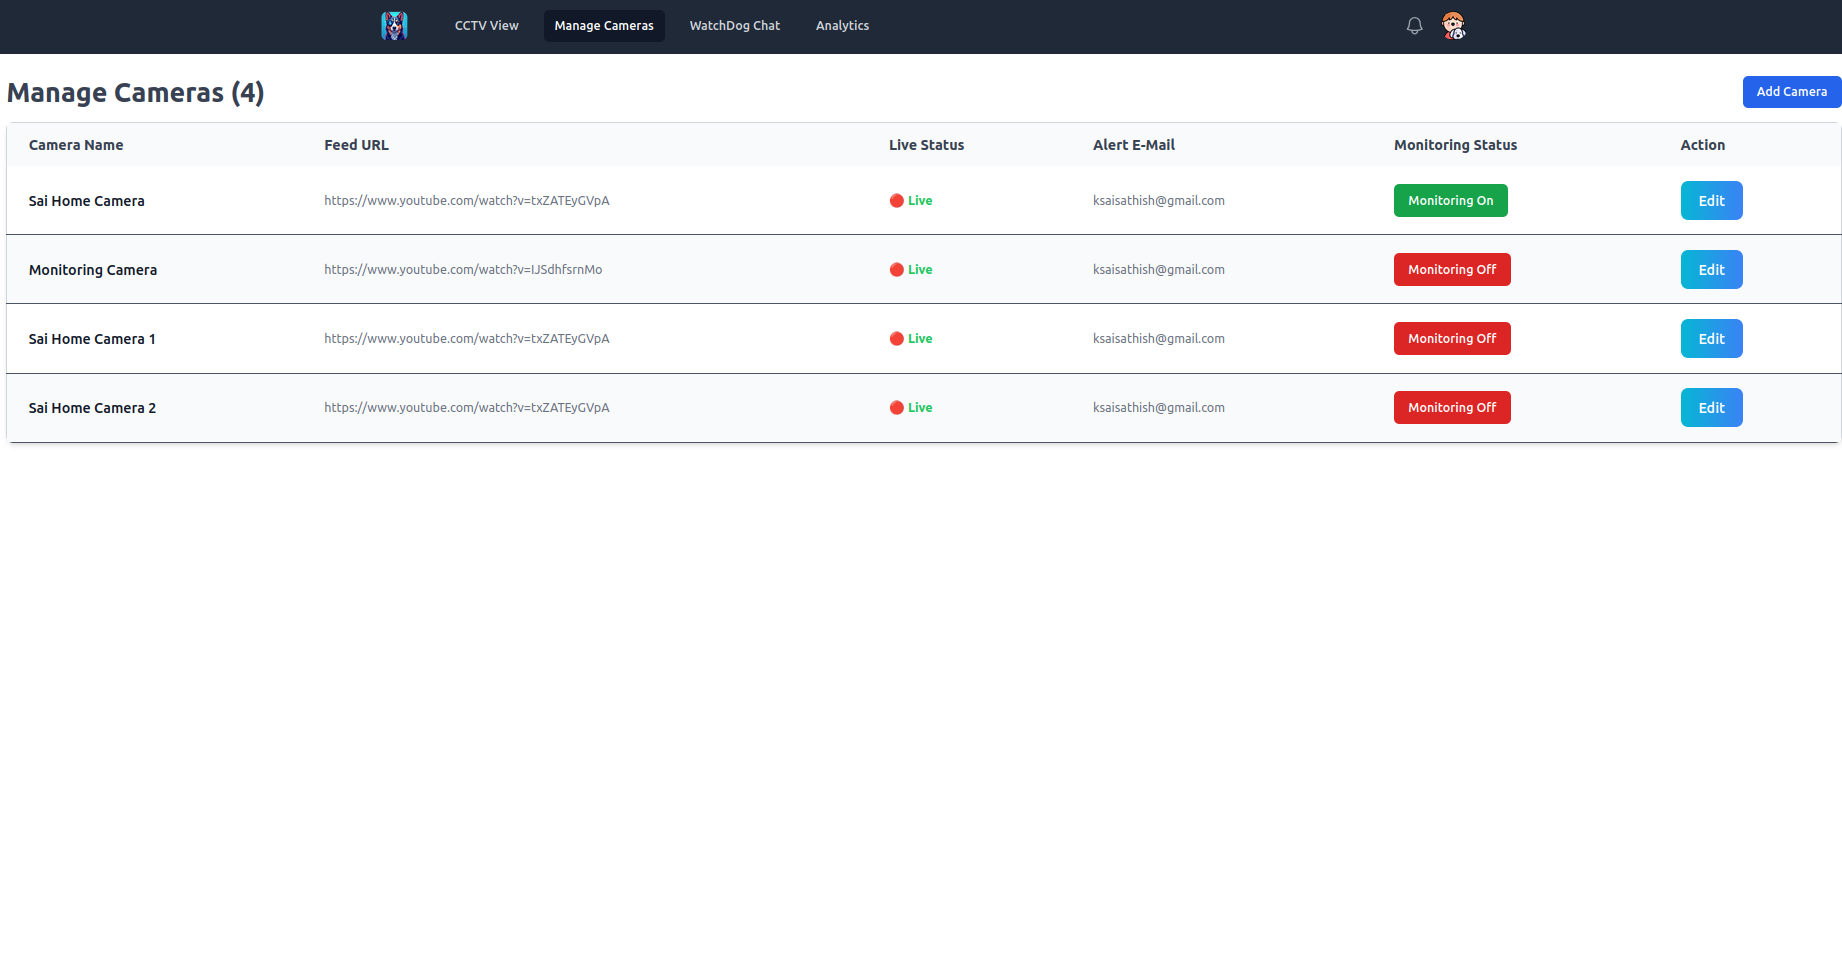 CCTV View Manage Cameras WatchDog Chat Analytics
Manage Cameras (4) Add Camera
Camera Name Feed URL Live Status Alert E-Mail Monitoring Status Action
Sai Home Camera https://www.youtube.com/watch?v=txZATEyGVpA Live ksaisathish@gmail.com Monitoring On Edit
Monitoring Camera https://www.youtube.com/watch?v=IJSdhfsrnMo Live ksaisathish@gmail.com Monitoring Off Edit
Sai Home Camera 1 https://www.youtube.com/watch?v=txZATEyGVpA Live ksaisathish@gmail.com Monitoring Off Edit
Sai Home Camera 2 https://www.youtube.com/watch?v=txZATEyGVpA Live ksaisathish@gmail.com Monitoring Off Edit